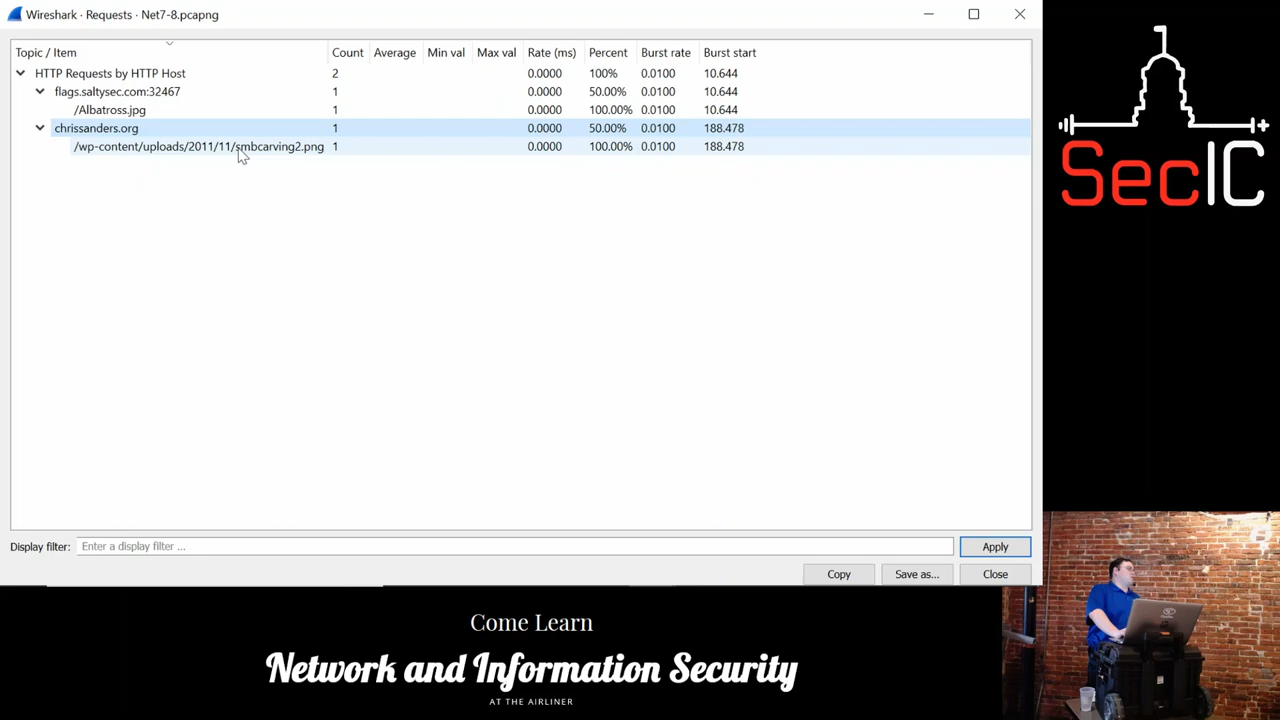 Wireshark · Requests · Net7-8.pcapng
Topic / Item Count Average Min val Max val Rate (ms) Percent Burst rate Burst start
HTTP Requests by HTTP Host 2 0.0000 100% 0.0100 10.644
flags.saltysec.com:32467 1 0.0000 50.00% 0.0100 10.644
/Albatross.jpg 1 0.0000 100.00% 0.0100 10.644
chrissanders.org 1 0.0000 50.00% 0.0100 188.478
/wp-content/uploads/2011/11/smbcarving2.png 1 0.0000 100.00% 0.0100 188.478
Display filter: Enter a display filter ... Apply
Copy Save as... Close
SecIC
Come Learn
Network and Information Security
AT THE AIRLINER